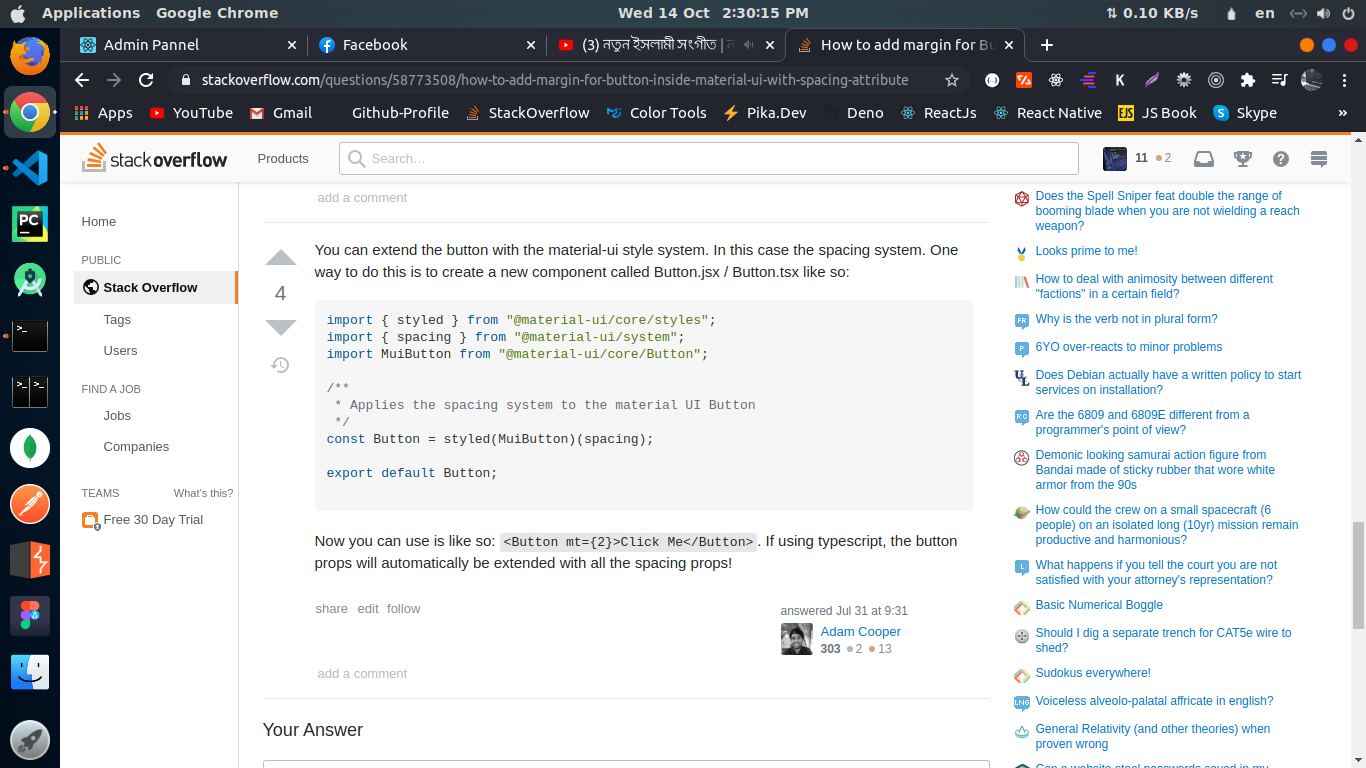 Applications Google Chrome
Wed 14 Oct 2:30:15 PM
0.10 KB/s
en
Admin Pannel
Facebook
(3) নতুন ইসলামী সংগীত |
How to add margin for Bu
stackoverflow.com/questions/58773508/how-to-add-margin-for-button-inside-material-ui-with-spacing-attribute
Apps YouTube Gmail Github-Profile StackOverflow Color Tools Pika.Dev Deno ReactJs React Native JS Book Skype »
stackoverflow
Products
Search…
11 2
Home
PUBLIC
Stack Overflow
Tags
Users
FIND A JOB
Jobs
Companies
TEAMS What's this?
Free 30 Day Trial
add a comment
4
You can extend the button with the material-ui style system. In this case the spacing system. One
way to do this is to create a new component called Button.jsx / Button.tsx like so:
import { styled } from "@material-ui/core/styles";
import { spacing } from "@material-ui/system";
import MuiButton from "@material-ui/core/Button";
/**
* Applies the spacing system to the material UI Button
*/
const Button = styled(MuiButton)(spacing);
export default Button;
Now you can use is like so: <Button mt={2}>Click Me</Button>. If using typescript, the button
props will automatically be extended with all the spacing props!
share edit follow
answered Jul 31 at 9:31
Adam Cooper
303 2 13
add a comment
Your Answer
Does the Spell Sniper feat double the range of
booming blade when you are not wielding a reach
weapon?
Looks prime to me!
How to deal with animosity between different
"factions" in a certain field?
Why is the verb not in plural form?
6YO over-reacts to minor problems
Does Debian actually have a written policy to start
services on installation?
Are the 6809 and 6809E different from a
programmer's point of view?
Demonic looking samurai action figure from
Bandai made of sticky rubber that wore white
armor from the 90s
How could the crew on a small spacecraft (6
people) on an isolated long (10yr) mission remain
productive and harmonious?
What happens if you tell the court you are not
satisfied with your attorney's representation?
Basic Numerical Boggle
Should I dig a separate trench for CAT5e wire to
shed?
Sudokus everywhere!
Voiceless alveolo-palatal affricate in english?
General Relativity (and other theories) when
proven wrong